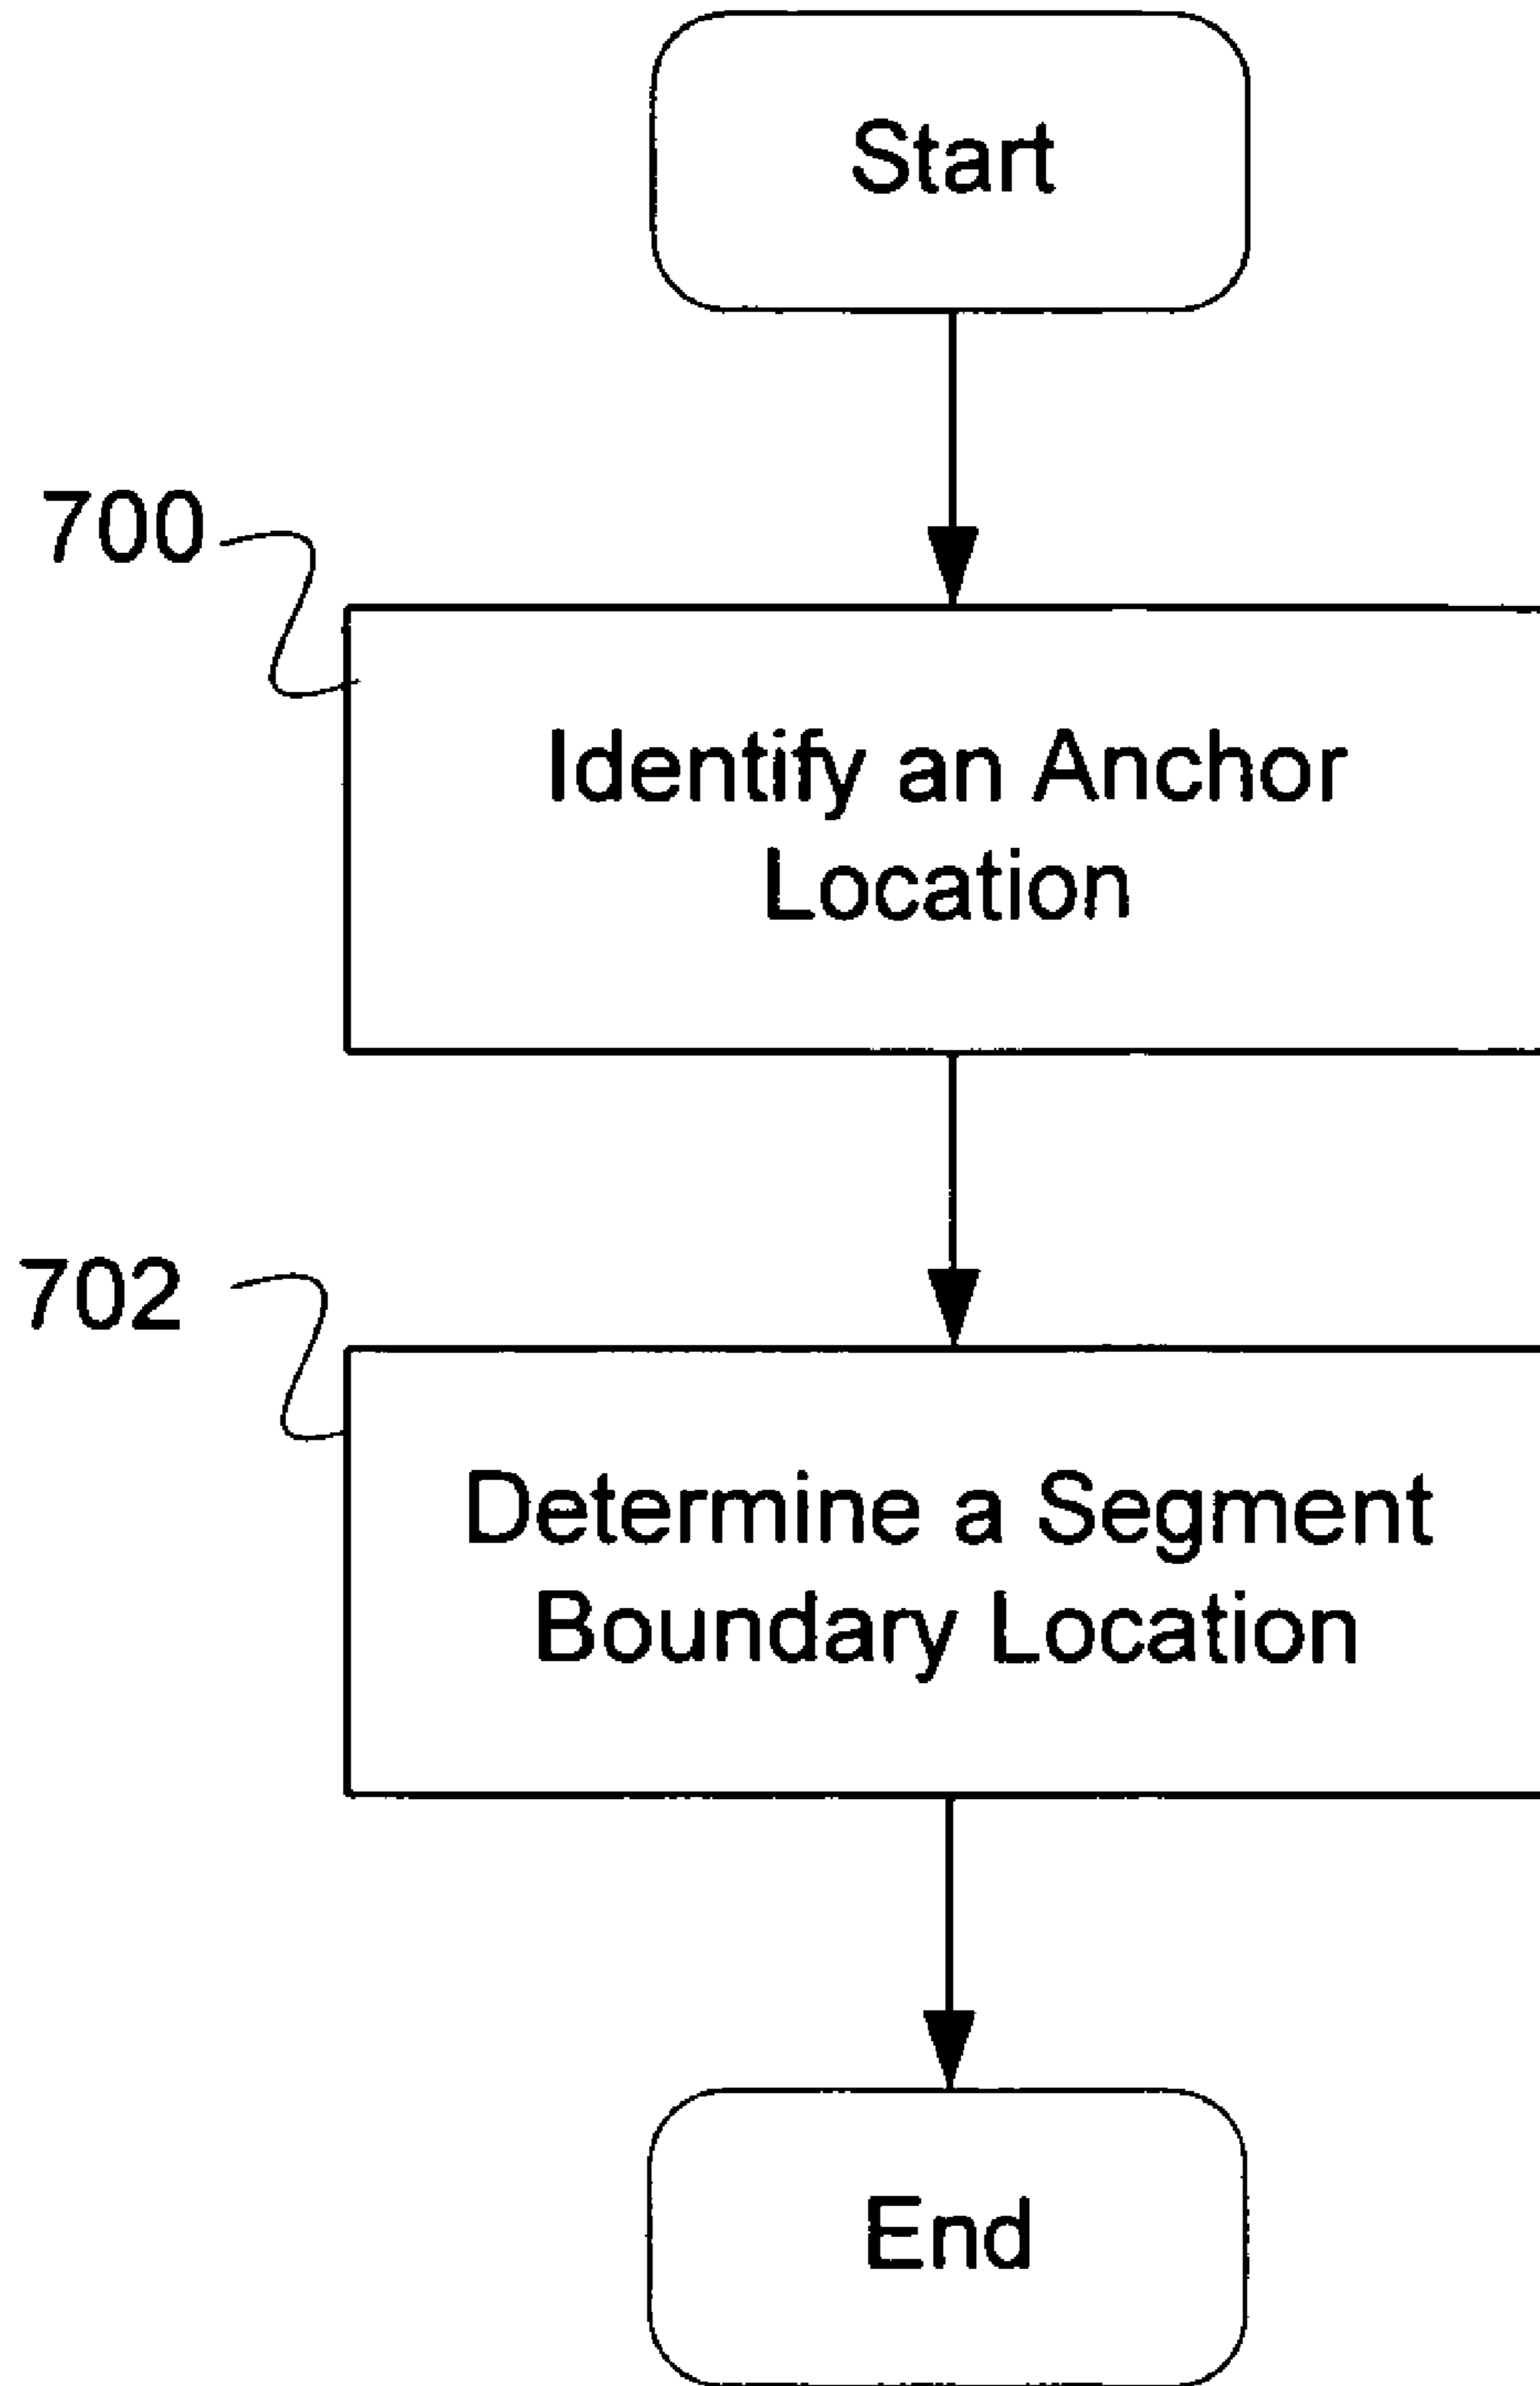 Start
700
Identify an Anchor
Location
702
Determine a Segment
Boundary Location
End